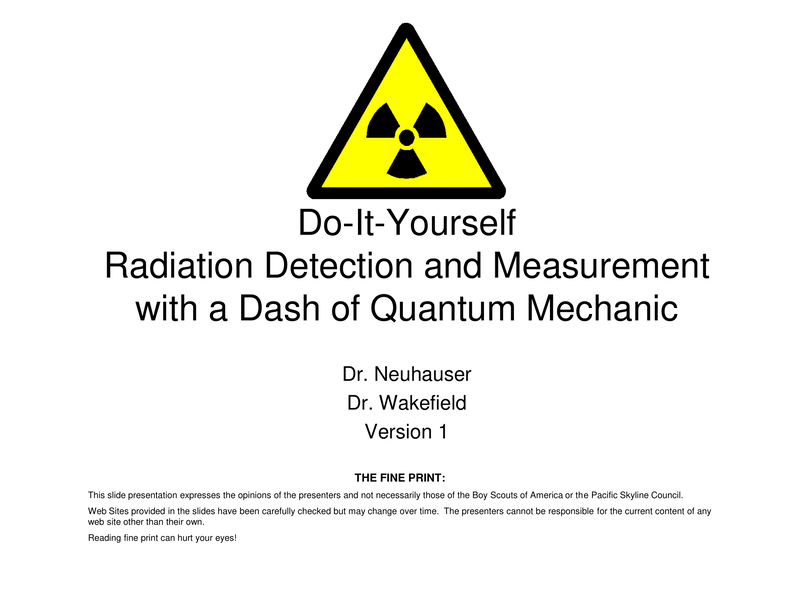 Do-It-Yourself
Radiation Detection and Measurement
with a Dash of Quantum Mechanic
Dr. Neuhauser
Dr. Wakefield
Version 1
THE FINE PRINT:
This slide presentation expresses the opinions of the presenters and not necessarily those of the Boy Scouts of America or the Pacific Skyline Council.
Web Sites provided in the slides have been carefully checked but may change over time.  The presenters cannot be responsible for the current content of any
web site other than their own.
Reading fine print can hurt your eyes!